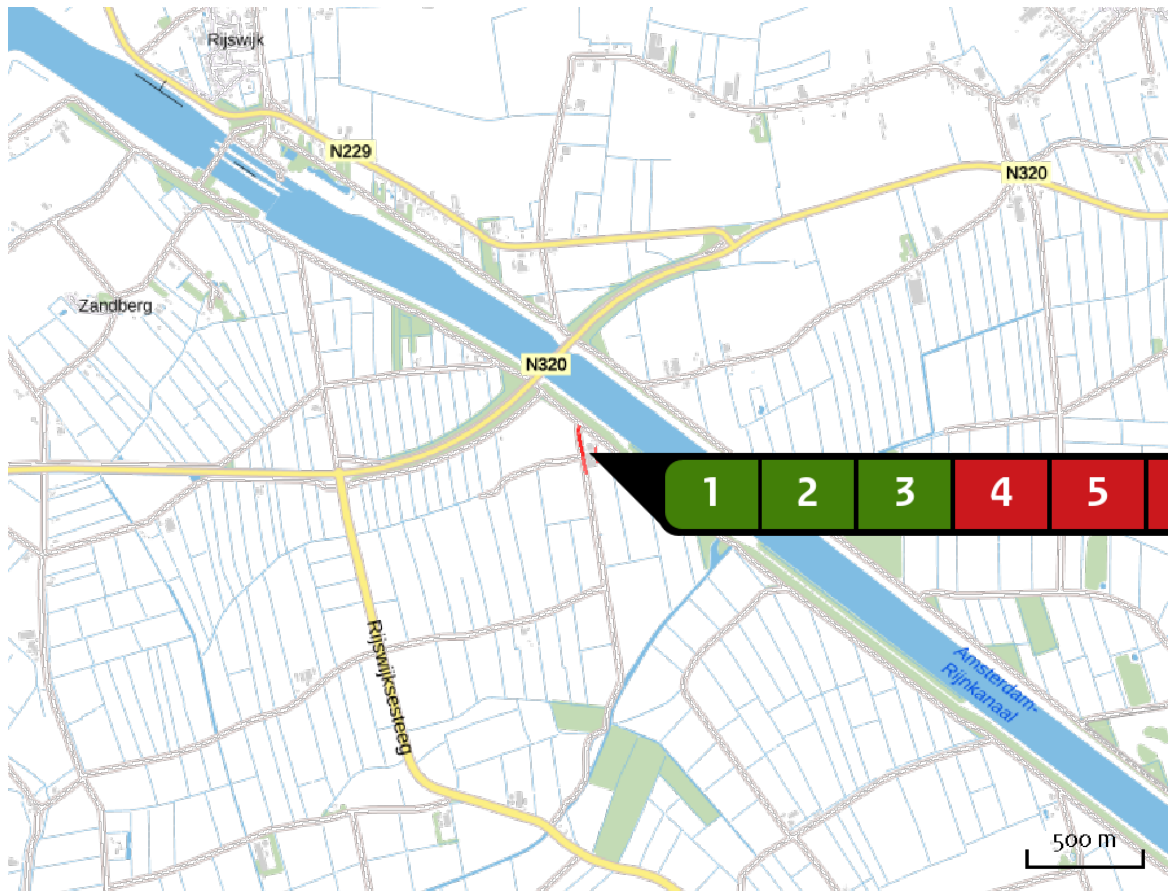 Rijswijk
N229
N320
Zandberg
N320
1 2 3 4 5
Rijswijksesteeg
Amsterdam-
Rijnkanaal
500 m